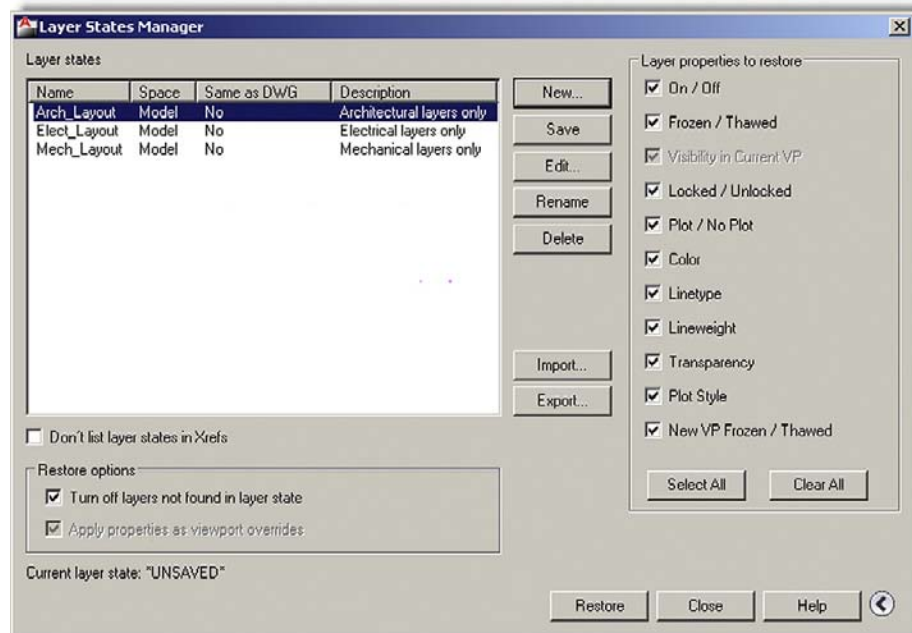 Layer States Manager
Layer states
Name Space Same as DWG Description
Arch_Layout Model No Architectural layers only
Elect_Layout Model No Electrical layers only
Mech_Layout Model No Mechanical layers only
New...
Save
Edit...
Rename
Delete
Import...
Export...
Don't list layer states in Xrefs
Restore options
Turn off layers not found in layer state
Apply properties as viewport overrides
Current layer state: "UNSAVED"
Layer properties to restore
On / Off
Frozen / Thawed
Visibility in Current VP
Locked / Unlocked
Plot / No Plot
Color
Linetype
Lineweight
Transparency
Plot Style
New VP Frozen / Thawed
Select All Clear All
Restore Close Help